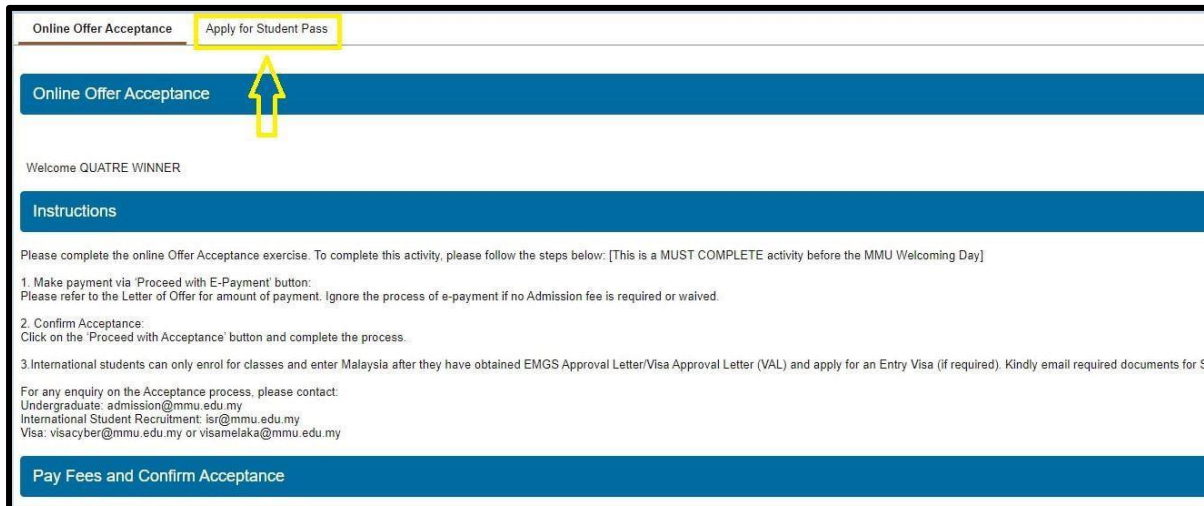 Online Offer Acceptance Apply for Student Pass
Online Offer Acceptance
Welcome QUATRE WINNER
Instructions
Please complete the online Offer Acceptance exercise. To complete this activity, please follow the steps below: [This is a MUST COMPLETE activity before the MMU Welcoming Day]
1. Make payment via 'Proceed with E-Payment' button:
Please refer to the Letter of Offer for amount of payment. Ignore the process of e-payment if no Admission fee is required or waived.
2. Confirm Acceptance:
Click on the 'Proceed with Acceptance' button and complete the process.
3.International students can only enrol for classes and enter Malaysia after they have obtained EMGS Approval Letter/Visa Approval Letter (VAL) and apply for an Entry Visa (if required). Kindly email required documents for S
For any enquiry on the Acceptance process, please contact:
Undergraduate: admission@mmu.edu.my
International Student Recruitment: isr@mmu.edu.my
Visa: visacyber@mmu.edu.my or visamelaka@mmu.edu.my
Pay Fees and Confirm Acceptance